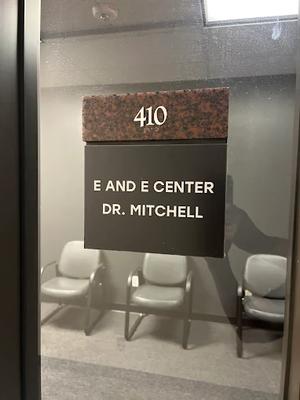 410
E AND E CENTER
DR. MITCHELL